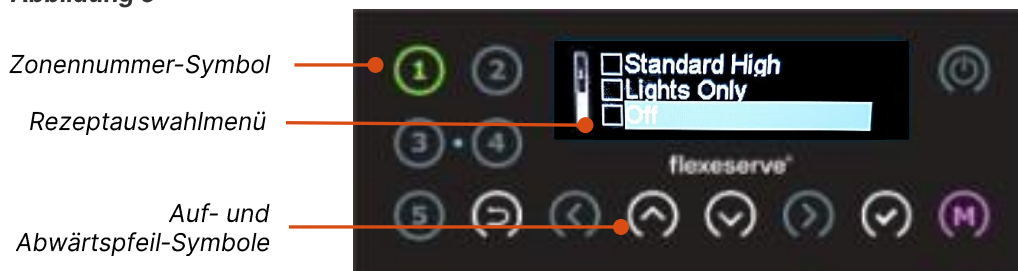 Zonennummer-Symbol
Rezeptauswahlmenü
Auf- und
Abwärtspfeil-Symbole
1
2
3
4
5
M
Standard High
Lights Only
Off
flexeserve